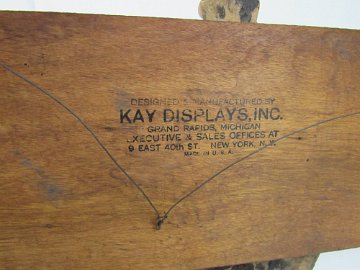 DESIGNED & MANUFACTURED BY
KAY DISPLAYS, INC.
GRAND RAPIDS, MICHIGAN
EXECUTIVE & SALES OFFICES AT
9 EAST 40th ST. NEW YORK, N.Y.
MADE IN U.S.A.